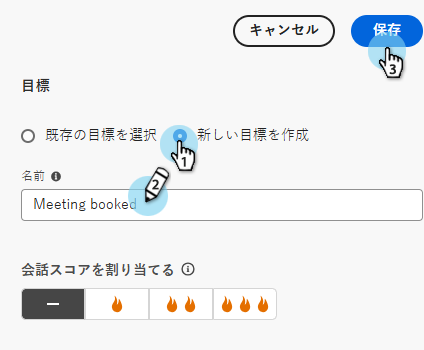 キャンセル 保存
3
目標
既存の目標を選択 新しい目標を作成
1
名前
2
Meeting booked
会話スコアを割り当てる